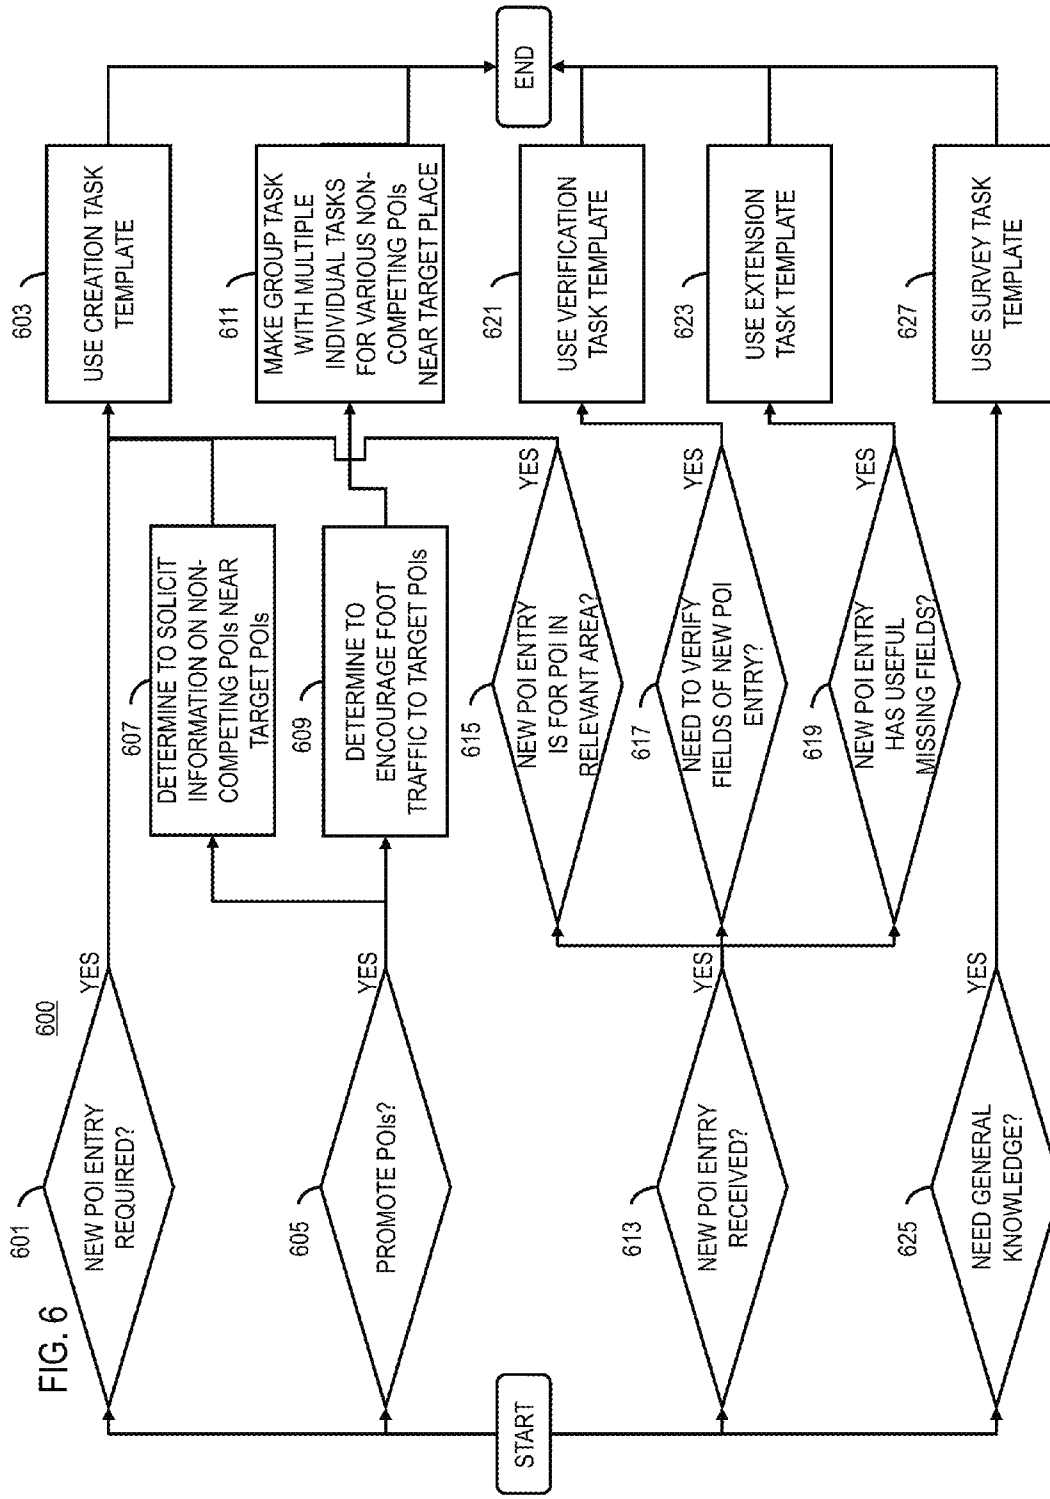 FIG. 6
600
START
601
NEW POI ENTRY
REQUIRED?
YES
605
PROMOTE POIs?
YES
613
NEW POI ENTRY
RECEIVED?
YES
625
NEED GENERAL
KNOWLEDGE?
YES
607
DETERMINE TO SOLICIT
INFORMATION ON NON-
COMPETING POIs NEAR
TARGET POIs
609
DETERMINE TO
ENCOURAGE FOOT
TRAFFIC TO TARGET POIs
615
NEW POI ENTRY
IS FOR POI IN
RELEVANT AREA?
YES
617
NEED TO VERIFY
FIELDS OF NEW POI
ENTRY?
YES
619
NEW POI ENTRY
HAS USEFUL
MISSING FIELDS?
YES
603
USE CREATION TASK
TEMPLATE
611
MAKE GROUP TASK
WITH MULTIPLE
INDIVIDUAL TASKS
FOR VARIOUS NON-
COMPETING POIs
NEAR TARGET PLACE
621
USE VERIFICATION
TASK TEMPLATE
623
USE EXTENSION
TASK TEMPLATE
627
USE SURVEY TASK
TEMPLATE
END